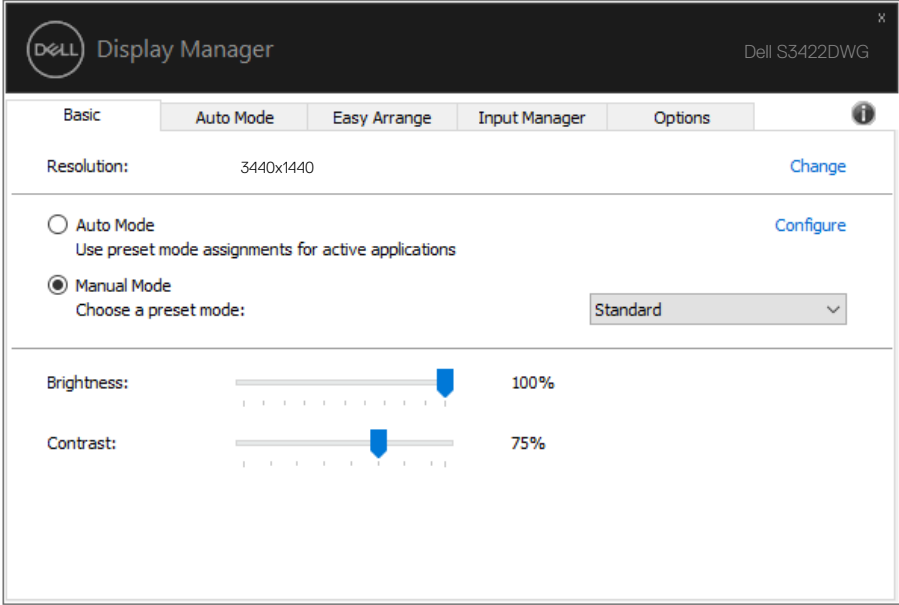 x
DELL Display Manager
Dell S3422DWG
Basic Auto Mode Easy Arrange Input Manager Options i
Resolution: 3440x1440 Change
Auto Mode Configure
Use preset mode assignments for active applications
Manual Mode
Choose a preset mode: Standard
Brightness: 100%
Contrast: 75%